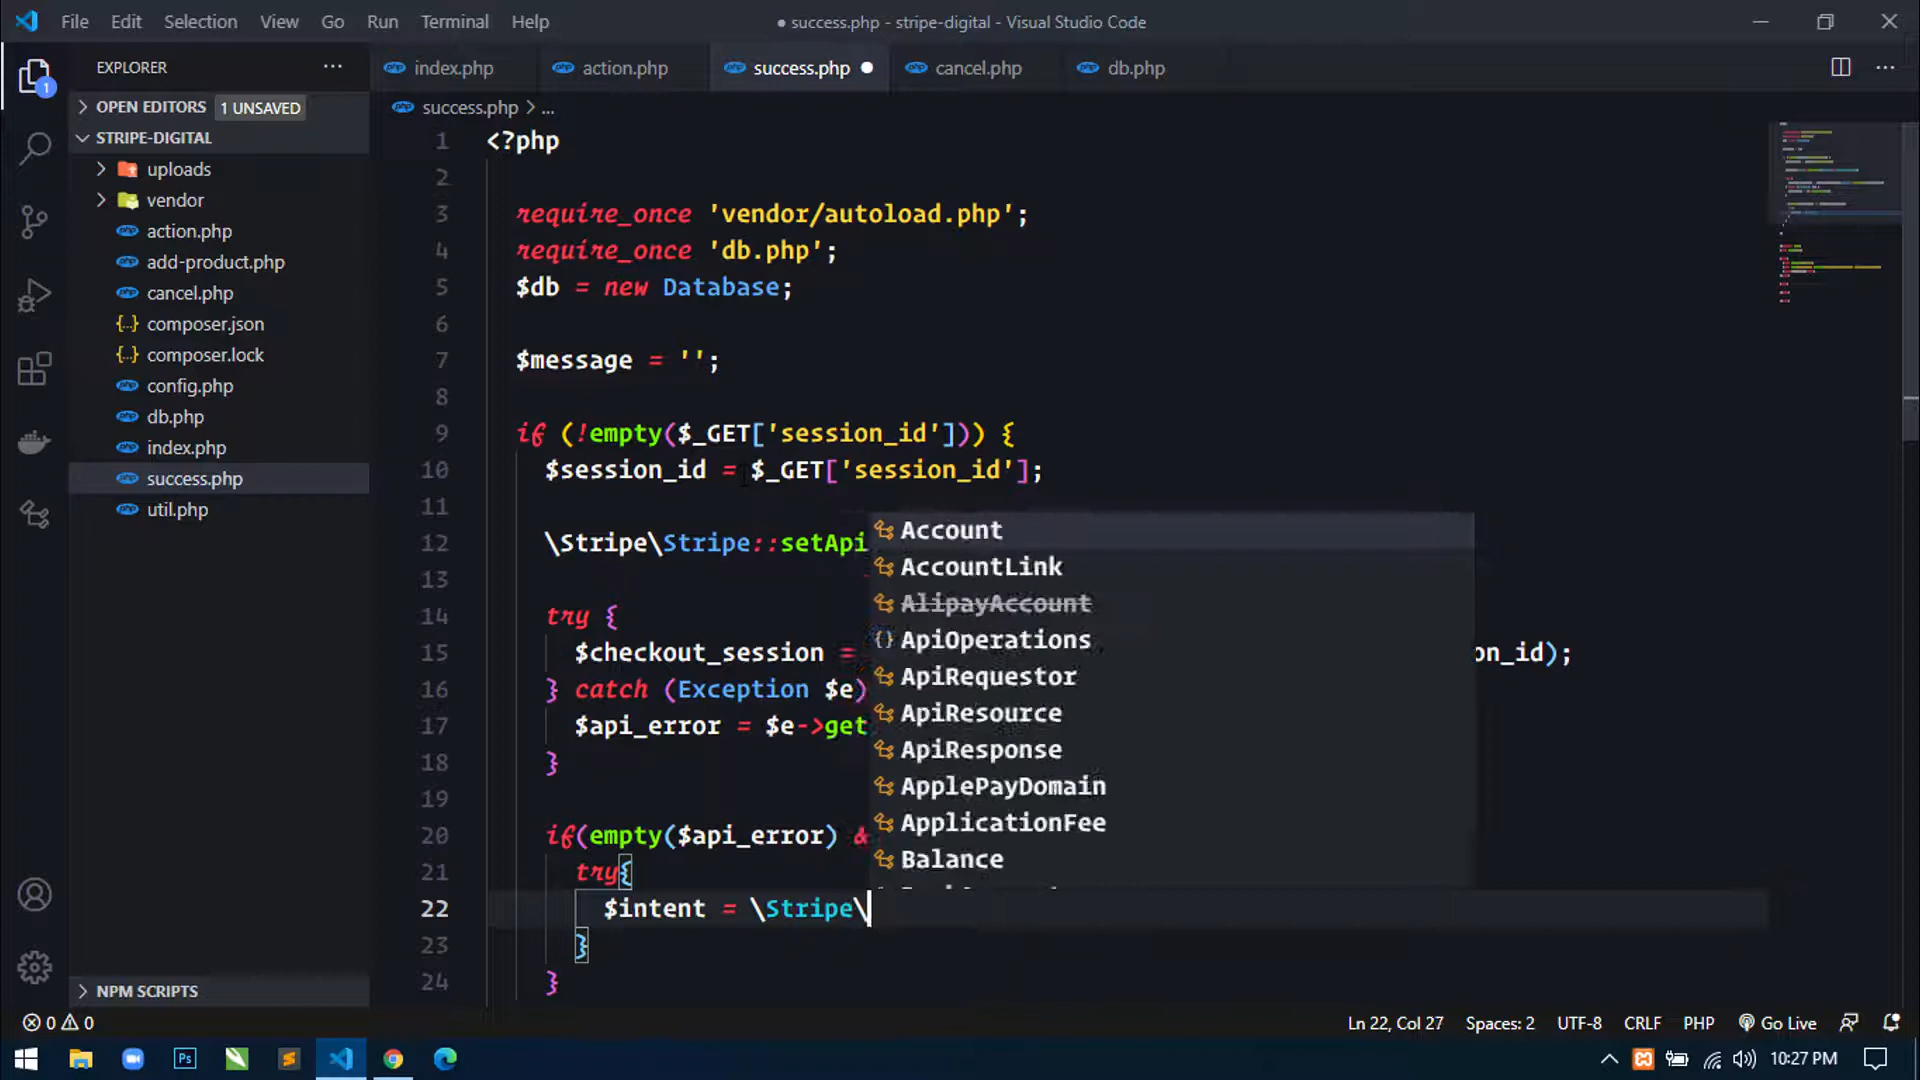 File Edit Selection View Go Run Terminal Help
● success.php - stripe-digital - Visual Studio Code
EXPLORER
index.php action.php success.php ● cancel.php db.php
OPEN EDITORS 1 UNSAVED
STRIPE-DIGITAL
uploads
vendor
action.php
add-product.php
cancel.php
composer.json
composer.lock
config.php
db.php
index.php
success.php
util.php
NPM SCRIPTS
success.php > ...
1 <?php
2
3 require_once 'vendor/autoload.php';
4 require_once 'db.php';
5 $db = new Database;
6
7 $message = '';
8
9 if (!empty($_GET['session_id'])) {
10 $session_id = $_GET['session_id'];
11
12 \Stripe\Stripe::setApi
13
14 try {
15 $checkout_session = on_id);
16 } catch (Exception $e)
17 $api_error = $e->get
18 }
19
20 if(empty($api_error) &
21 try{
22 $intent = \Stripe\
23 }
24 }
Account
AccountLink
AlipayAccount
ApiOperations
ApiRequestor
ApiResource
ApiResponse
ApplePayDomain
ApplicationFee
Balance
0 0 Ln 22, Col 27 Spaces: 2 UTF-8 CRLF PHP Go Live
Ps 10:27 PM